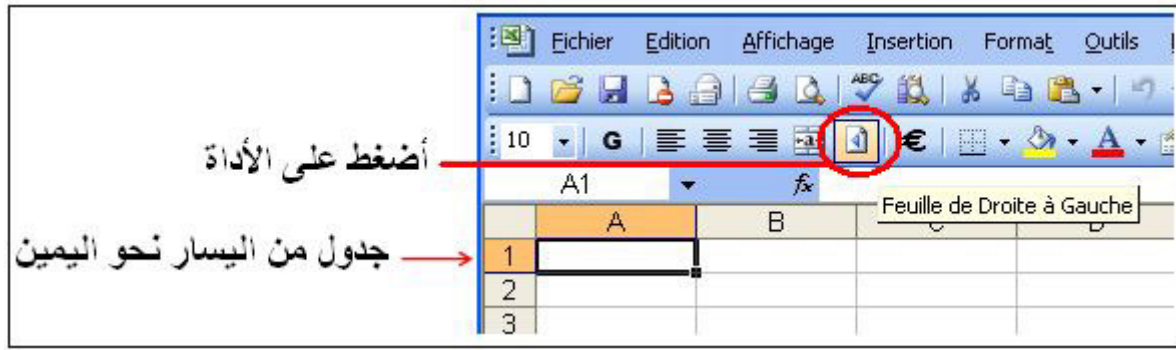 Fichier Edition Affichage Insertion Format Outils
10 G €
A1 fx
Feuille de Droite à Gauche
A B
1
2
3
أضغط على الأداة
جدول من اليسار نحو اليمين